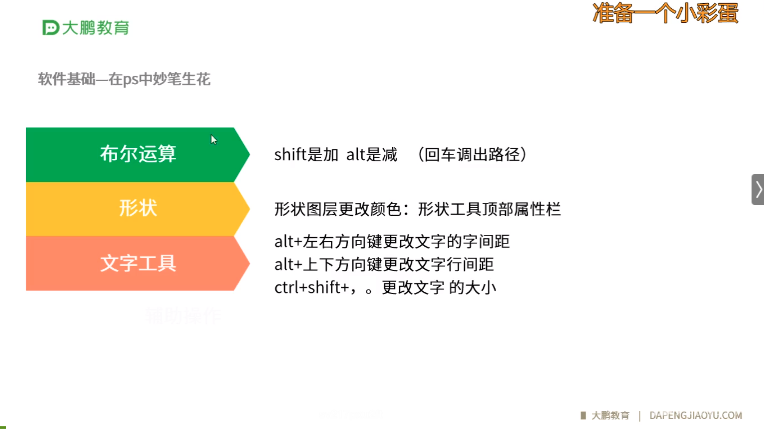 准备一个小彩蛋
大鹏教育
软件基础—在ps中妙笔生花
布尔运算
shift是加 alt是减 （回车调出路径）
形状
形状图层更改颜色：形状工具顶部属性栏
文字工具
alt+左右方向键更改文字的字间距
alt+上下方向键更改文字行间距
ctrl+shift+，。更改文字 的大小
大鹏教育 | DAPENGJIAOYU.COM